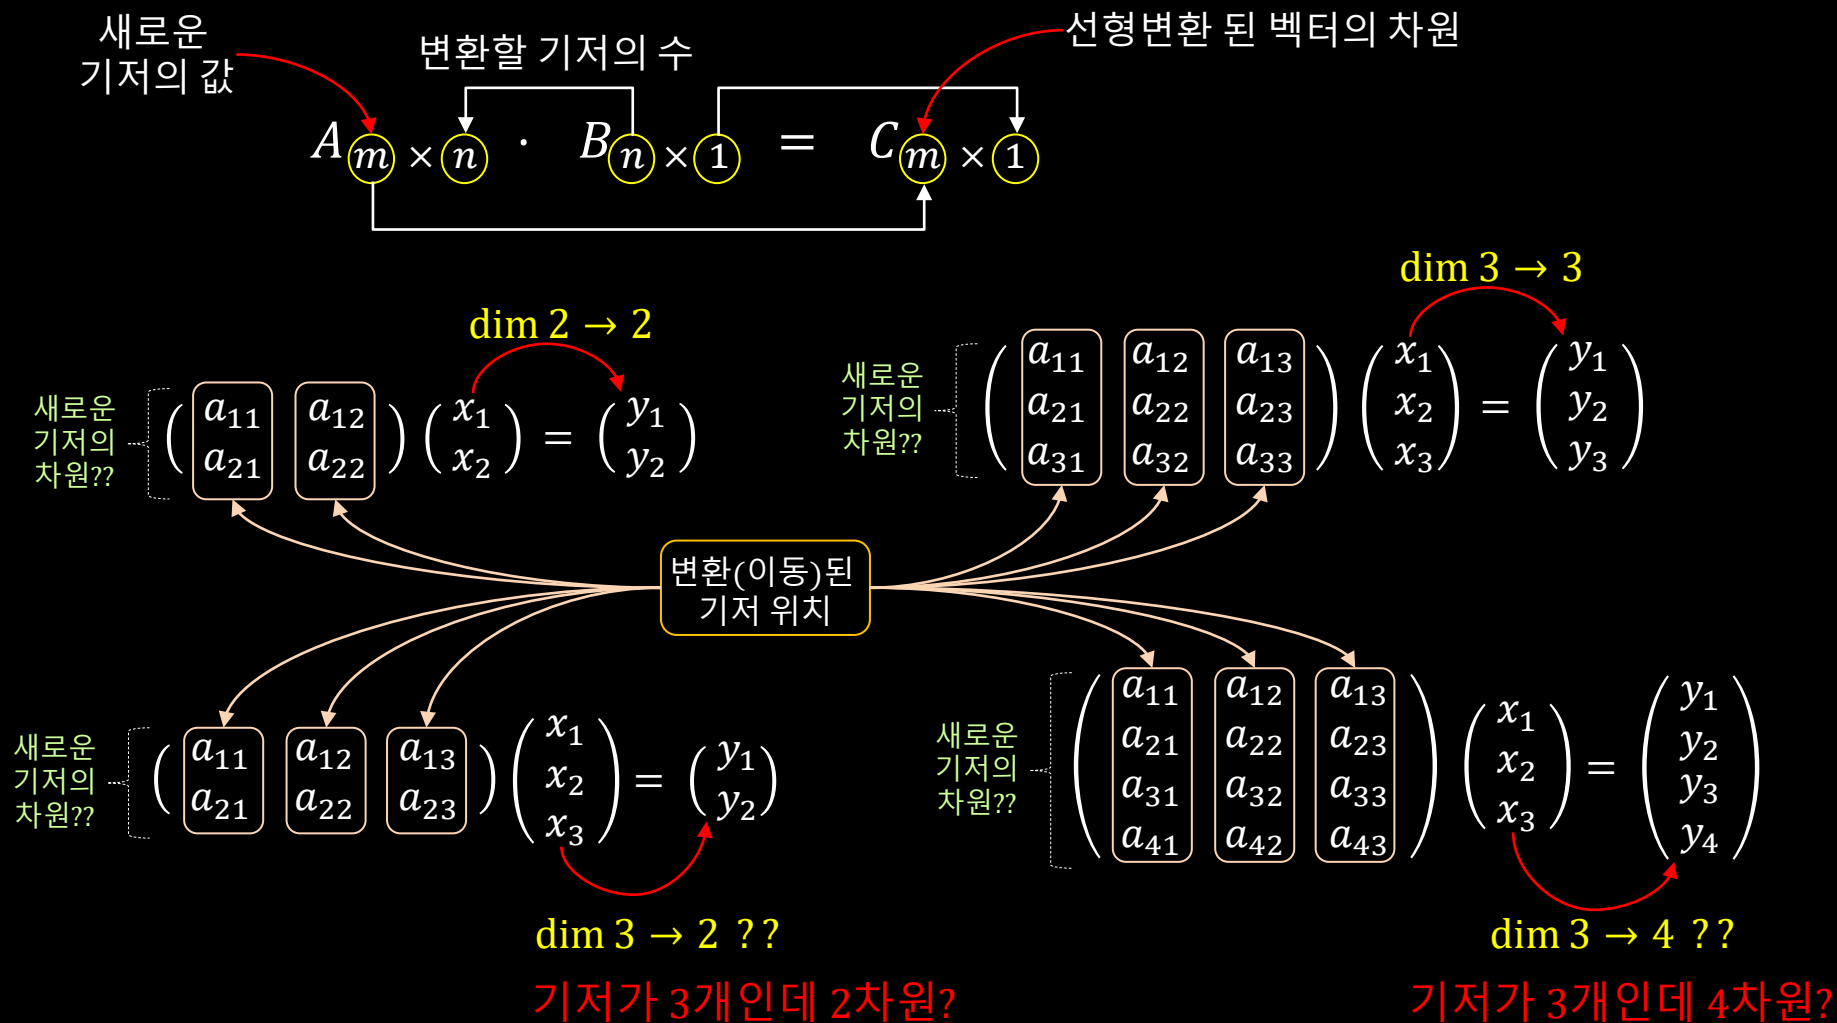 새로운
기저의 값
변환할 기저의 수
선형변환 된 벡터의 차원
A m × n · B n × 1 = C m × 1
dim 2 → 2
새로운
기저의
차원??
( a11 a12 ) ( x1 ) = ( y1 )
( a21 a22 ) ( x2 ) = ( y2 )
dim 3 → 3
새로운
기저의
차원??
( a11 a12 a13 ) ( x1 ) = ( y1 )
( a21 a22 a23 ) ( x2 ) = ( y2 )
( a31 a32 a33 ) ( x3 ) = ( y3 )
변환(이동)된
기저 위치
새로운
기저의
차원??
( a11 a12 a13 ) ( x1 ) = ( y1 )
( a21 a22 a23 ) ( x2 ) = ( y2 )
( x3 )
dim 3 → 2 ??
기저가 3개인데 2차원?
새로운
기저의
차원??
( a11 a12 a13 ) ( x1 ) = ( y1 )
( a21 a22 a23 ) ( x2 ) = ( y2 )
( a31 a32 a33 ) ( x3 ) = ( y3 )
( a41 a42 a43 ) ( y4 )
dim 3 → 4 ??
기저가 3개인데 4차원?